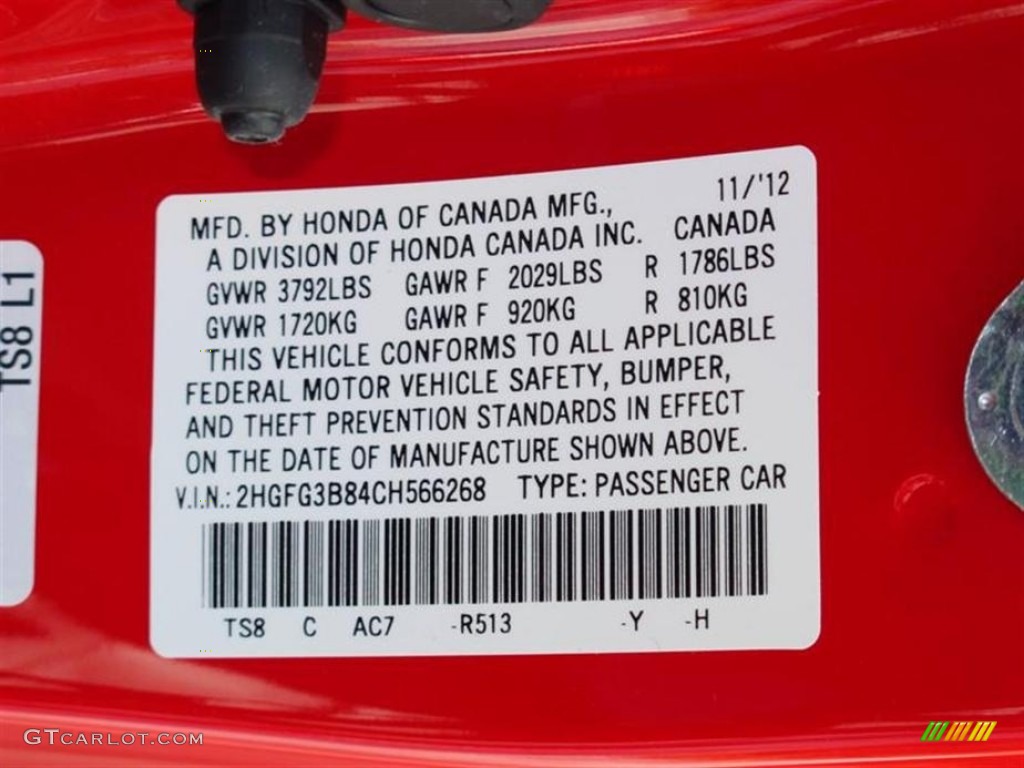 MFD. BY HONDA OF CANADA MFG., 11/'12
A DIVISION OF HONDA CANADA INC. CANADA
GVWR 3792LBS GAWR F 2029LBS R 1786LBS
GVWR 1720KG GAWR F 920KG R 810KG
THIS VEHICLE CONFORMS TO ALL APPLICABLE
FEDERAL MOTOR VEHICLE SAFETY, BUMPER,
AND THEFT PREVENTION STANDARDS IN EFFECT
ON THE DATE OF MANUFACTURE SHOWN ABOVE.
V.I.N.: 2HGFG3B84CH566268 TYPE: PASSENGER CAR
TS8 C AC7 -R513 -Y -H
TS8 L1
GTCARLOT.COM